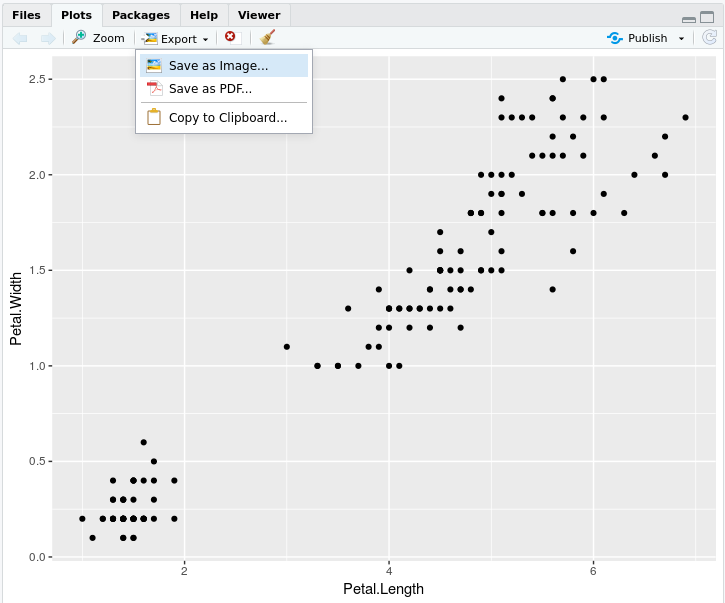 Files Plots Packages Help Viewer
Zoom Export Publish
Save as Image...
Save as PDF...
Copy to Clipboard...
2.5
2.0
1.5
1.0
0.5
0.0
Petal.Width
2 4 6
Petal.Length